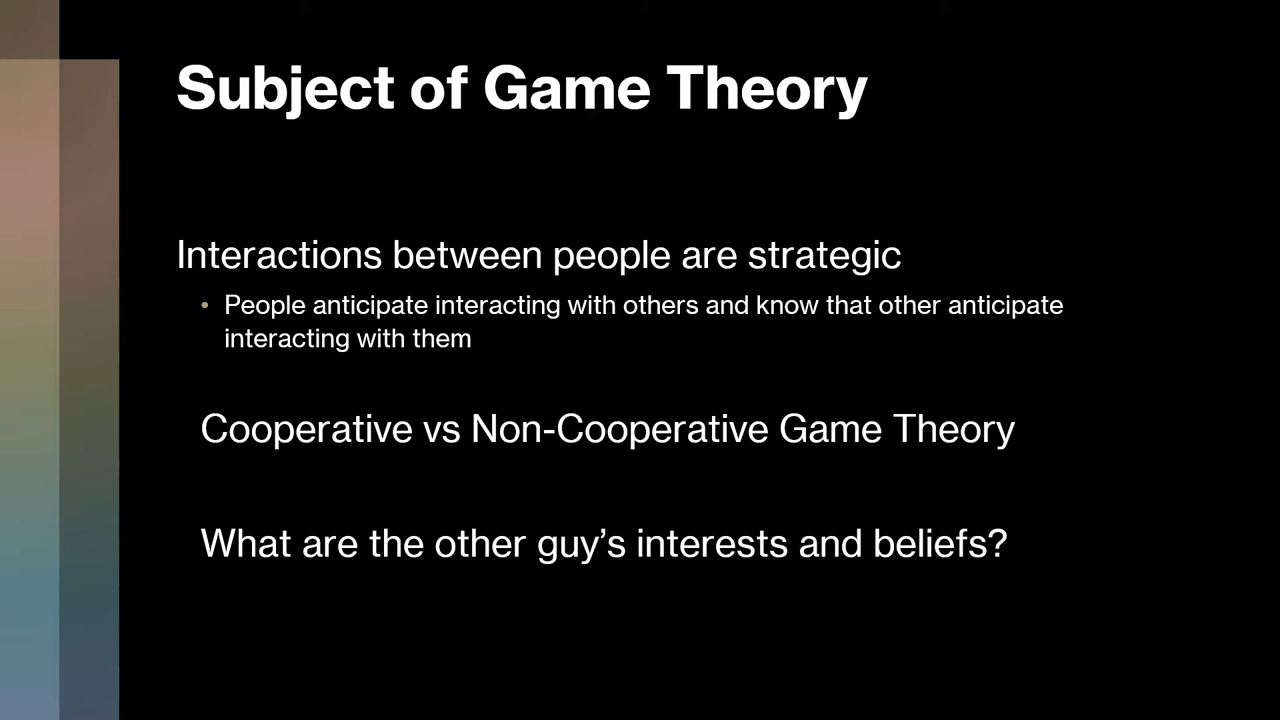 Subject of Game Theory
Interactions between people are strategic
• People anticipate interacting with others and know that other anticipate
interacting with them
Cooperative vs Non-Cooperative Game Theory
What are the other guy’s interests and beliefs?